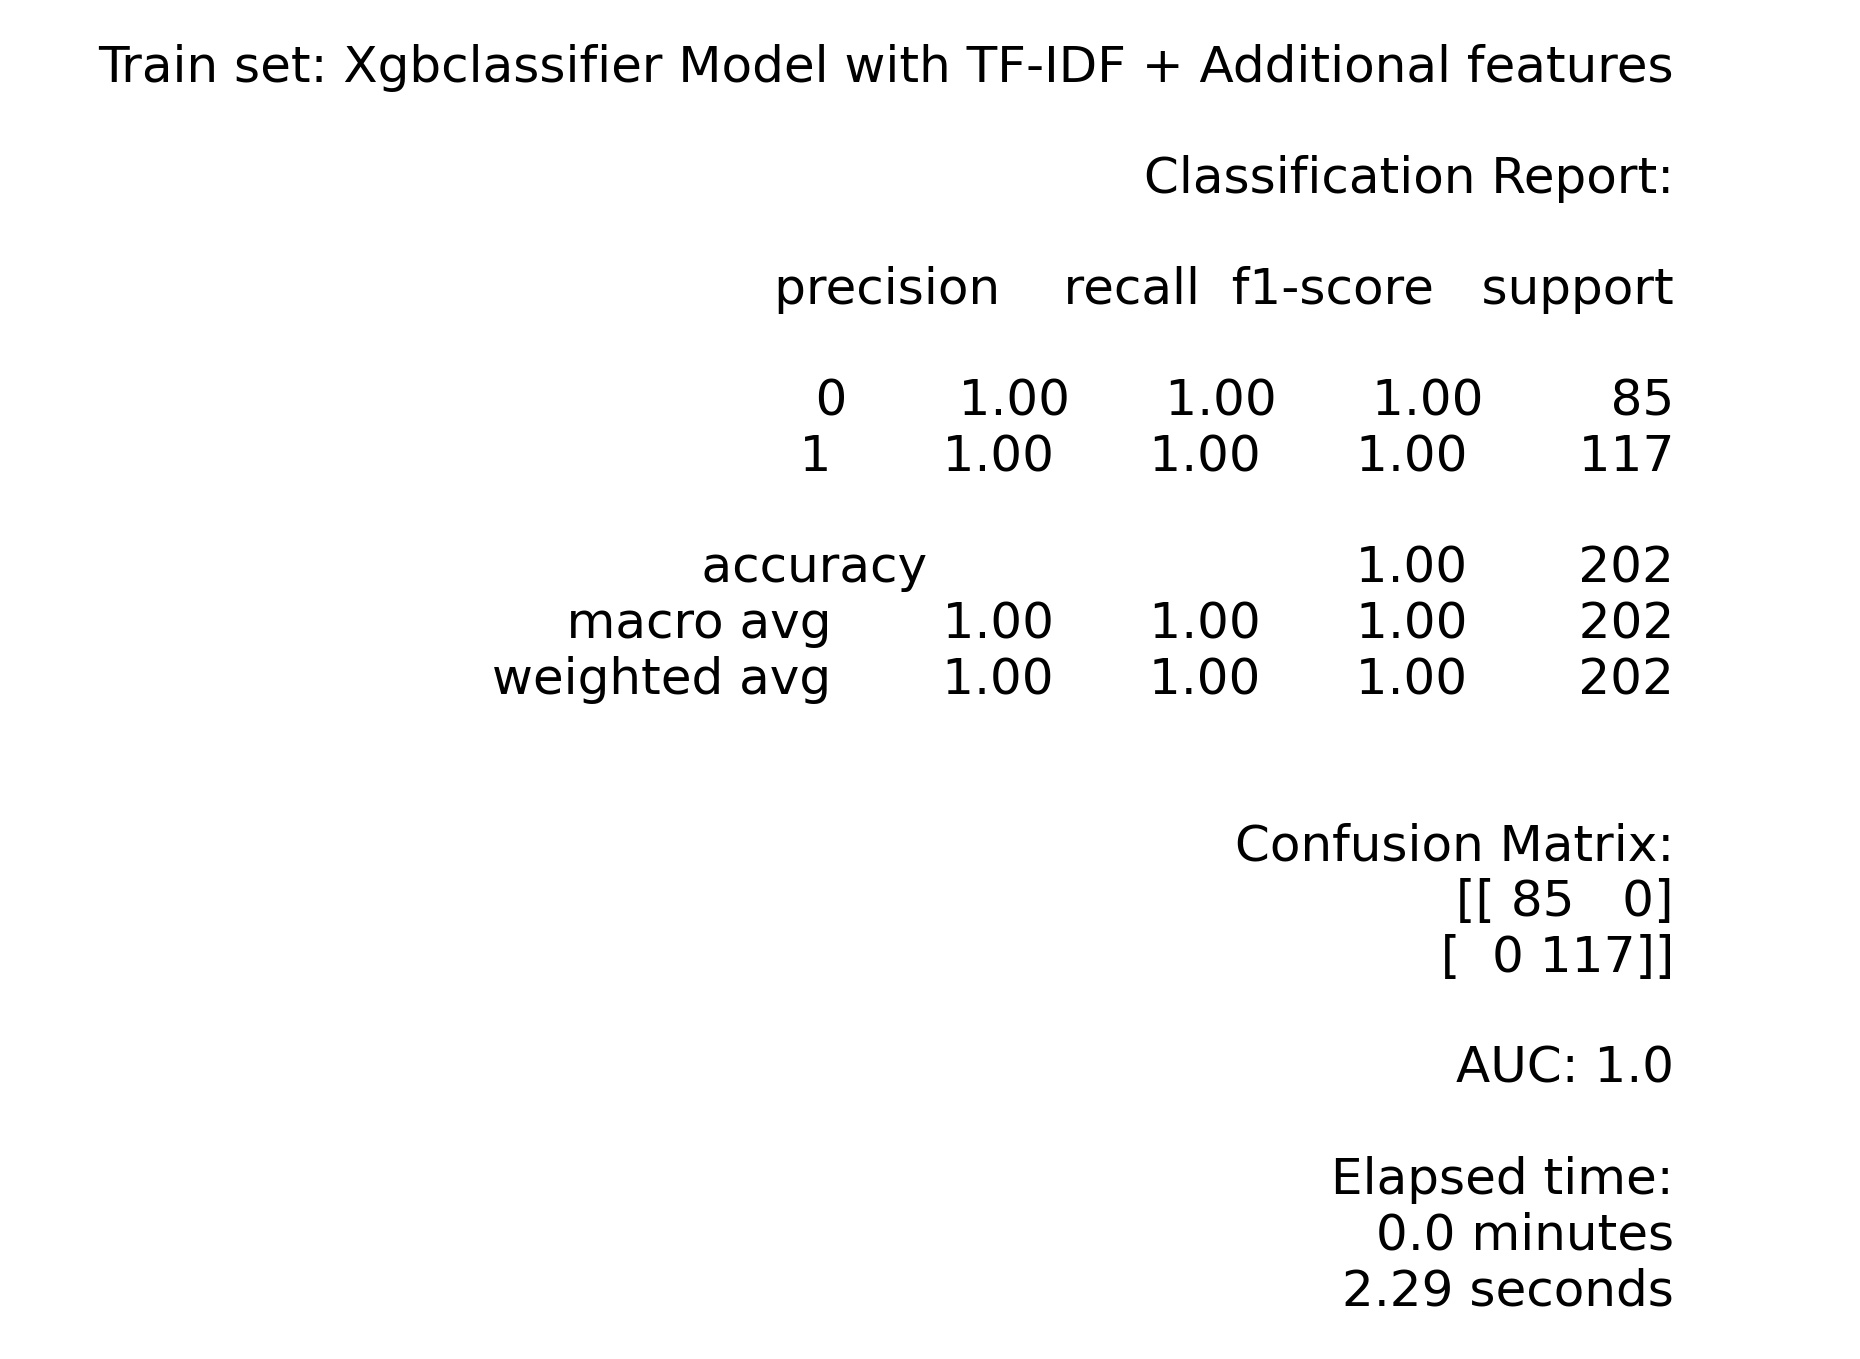 Train set: Xgbclassifier Model with TF-IDF + Additional features
Classification Report:
precision    recall  f1-score   support
0       1.00      1.00      1.00        85
1       1.00      1.00      1.00       117
accuracy                           1.00       202
macro avg       1.00      1.00      1.00       202
weighted avg       1.00      1.00      1.00       202
Confusion Matrix:
[[ 85   0]
[  0 117]]
AUC: 1.0
Elapsed time:
0.0 minutes
2.29 seconds